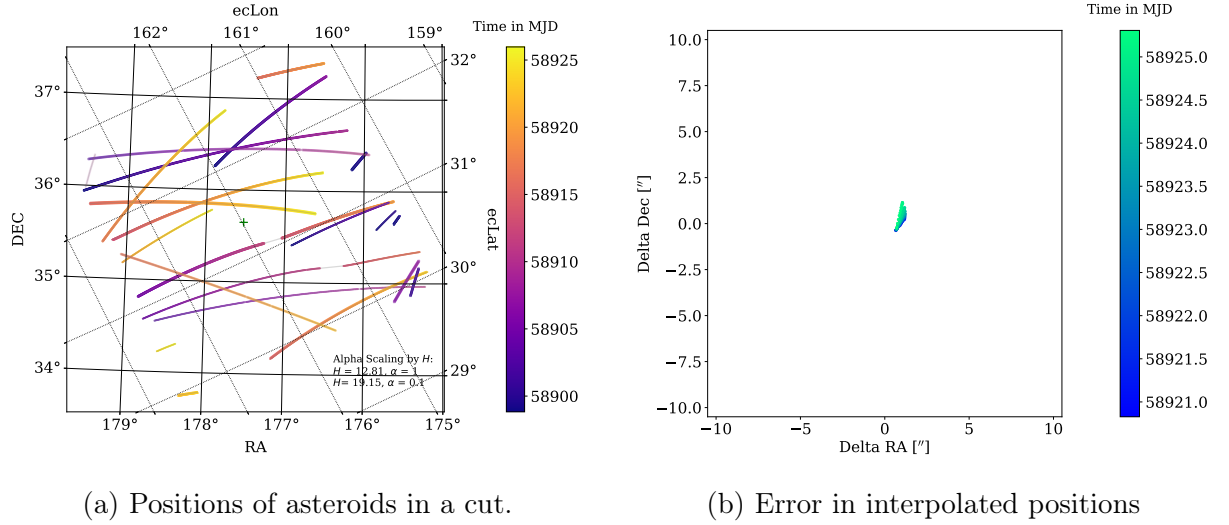 ecLon
Time in MJD
162° 161° 160° 159°
32°
37°
36°
35°
34°
DEC
31°
30°
29°
ecLat
58925
58920
58915
58910
58905
58900
Alpha Scaling by H:
H = 12.81, α = 1
H= 19.15, α = 0.1
179° 178° 177° 176° 175°
RA
(a) Positions of asteroids in a cut.
Time in MJD
10.0
7.5
5.0
2.5
0.0
−2.5
−5.0
−7.5
−10.0
Delta Dec [″]
−10 −5 0 5 10
Delta RA [″]
58925.0
58924.5
58924.0
58923.5
58923.0
58922.5
58922.0
58921.5
58921.0
(b) Error in interpolated positions